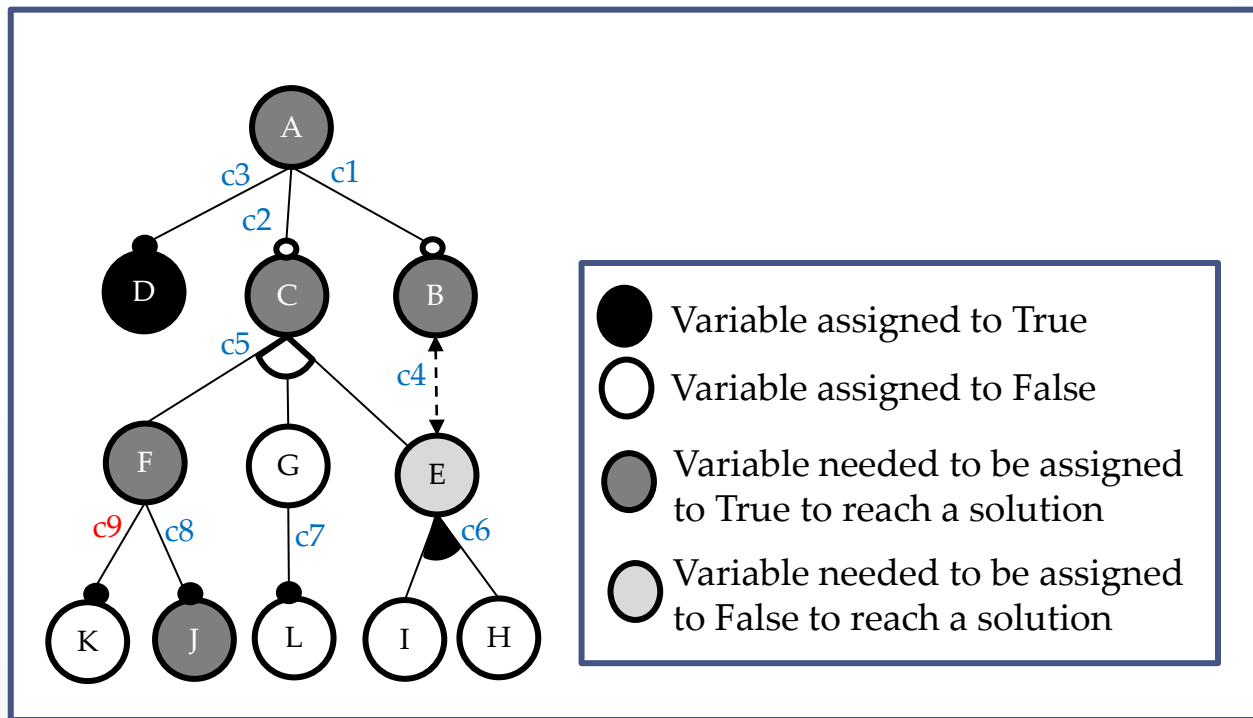 A
c3
c1
c2
D
C
B
c5
c4
F
G
E
c9
c8
c7
c6
K
J
L
I
H
Variable assigned to True
Variable assigned to False
Variable needed to be assigned
to True to reach a solution
Variable needed to be assigned
to False to reach a solution